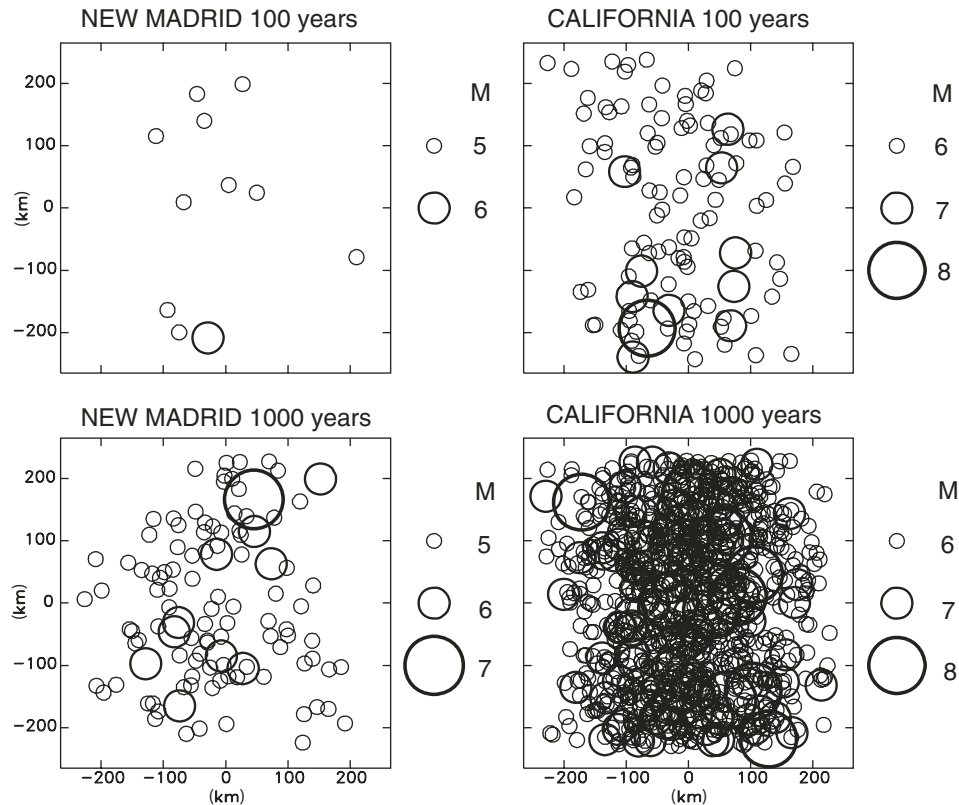 NEW MADRID 100 years
CALIFORNIA 100 years
200
100
0
(km)
−100
−200
M
5
6
M
6
7
8
NEW MADRID 1000 years
CALIFORNIA 1000 years
200
100
0
(km)
−100
−200
M
5
6
7
M
6
7
8
−200 −100 0 100 200
(km)
−200 −100 0 100 200
(km)